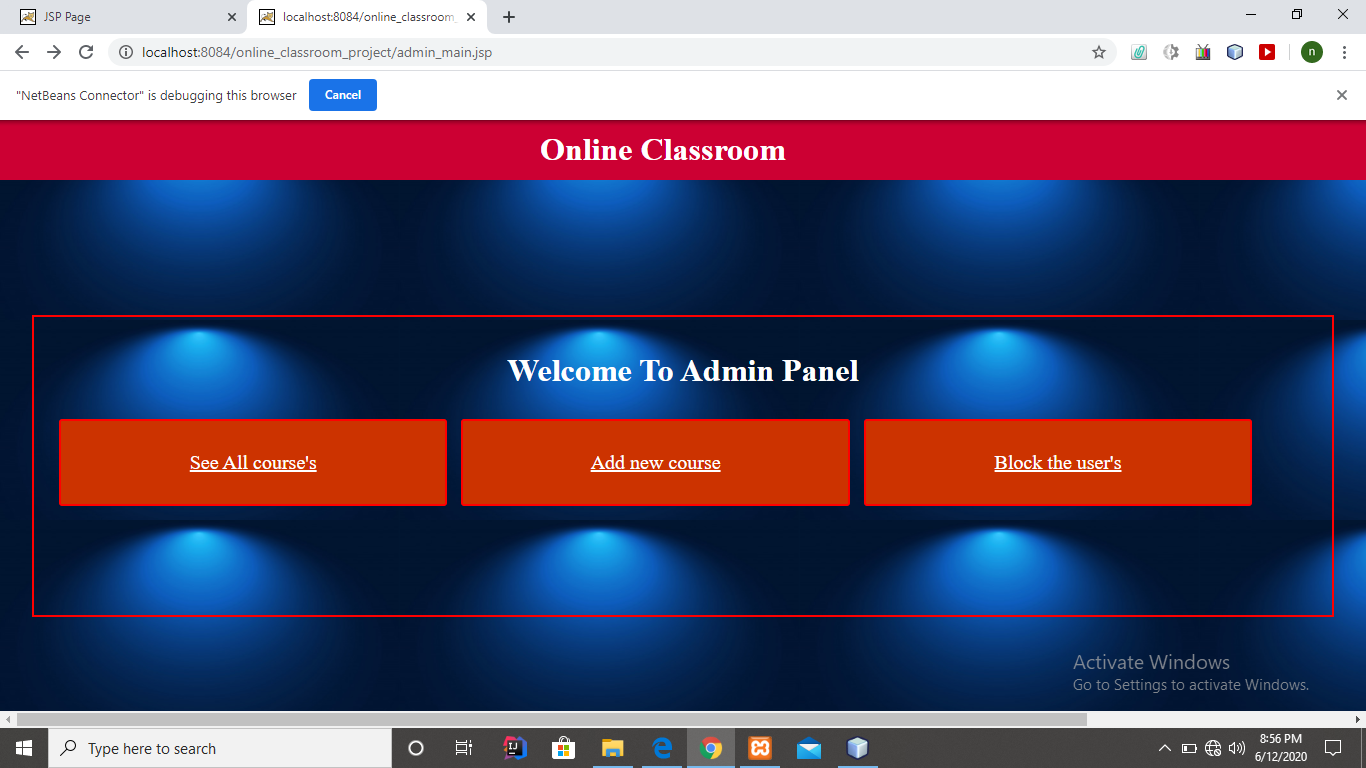 JSP Page
localhost:8084/online_classroom_
localhost:8084/online_classroom_project/admin_main.jsp
n
"NetBeans Connector" is debugging this browser
Cancel
Online Classroom
Welcome To Admin Panel
See All course's
Add new course
Block the user's
Activate Windows
Go to Settings to activate Windows.
Type here to search
IJ
8:56 PM
6/12/2020